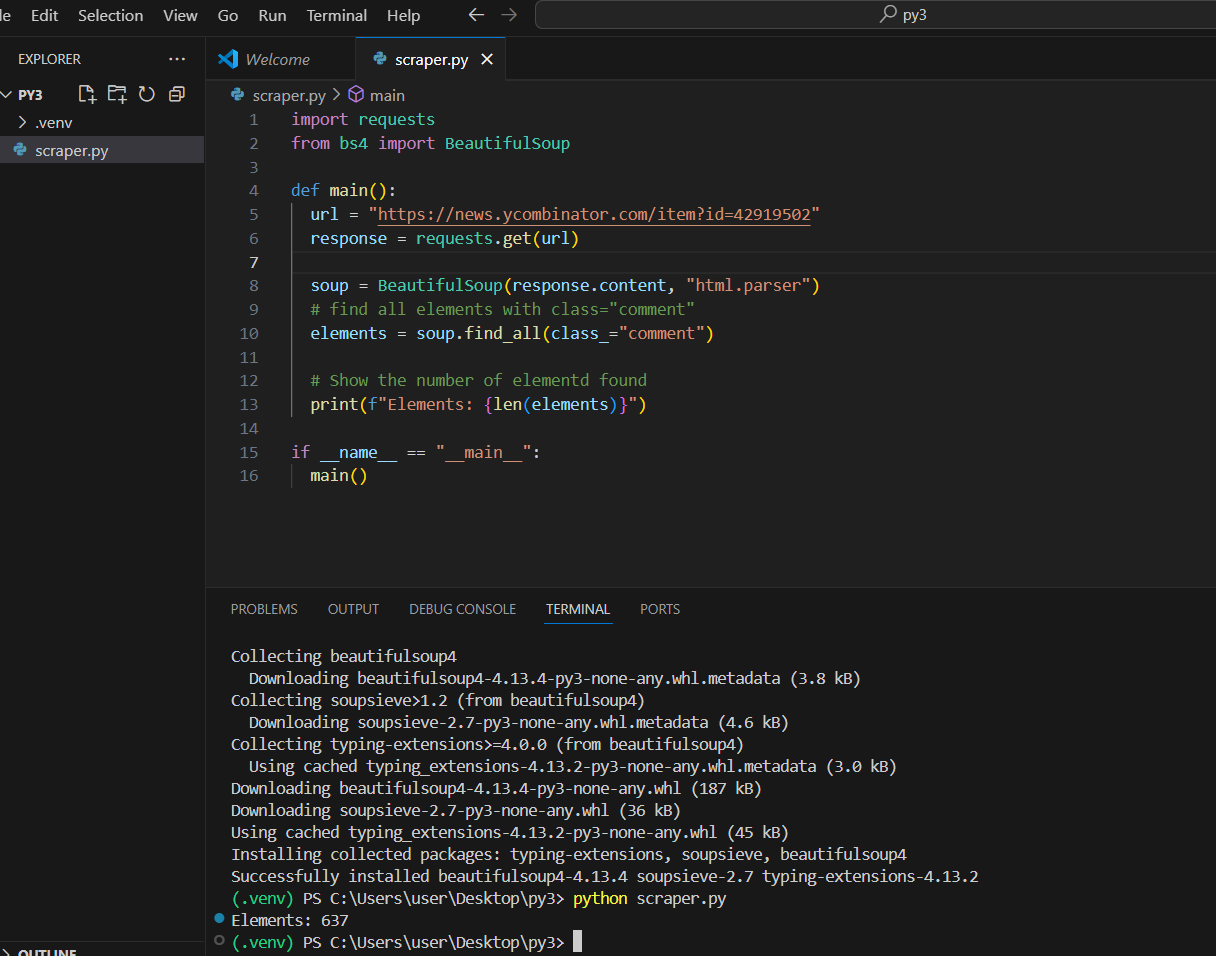 le Edit Selection View Go Run Terminal Help py3
EXPLORER
PY3
.venv
scraper.py
OUTLINE
Welcome scraper.py
scraper.py > main
1 import requests
2 from bs4 import BeautifulSoup
3
4 def main():
5 url = "https://news.ycombinator.com/item?id=42919502"
6 response = requests.get(url)
7
8 soup = BeautifulSoup(response.content, "html.parser")
9 # find all elements with class="comment"
10 elements = soup.find_all(class_="comment")
11
12 # Show the number of elementd found
13 print(f"Elements: {len(elements)}")
14
15 if __name__ == "__main__":
16 main()
PROBLEMS OUTPUT DEBUG CONSOLE TERMINAL PORTS
Collecting beautifulsoup4
Downloading beautifulsoup4-4.13.4-py3-none-any.whl.metadata (3.8 kB)
Collecting soupsieve>1.2 (from beautifulsoup4)
Downloading soupsieve-2.7-py3-none-any.whl.metadata (4.6 kB)
Collecting typing-extensions>=4.0.0 (from beautifulsoup4)
Using cached typing_extensions-4.13.2-py3-none-any.whl.metadata (3.0 kB)
Downloading beautifulsoup4-4.13.4-py3-none-any.whl (187 kB)
Downloading soupsieve-2.7-py3-none-any.whl (36 kB)
Using cached typing_extensions-4.13.2-py3-none-any.whl (45 kB)
Installing collected packages: typing-extensions, soupsieve, beautifulsoup4
Successfully installed beautifulsoup4-4.13.4 soupsieve-2.7 typing-extensions-4.13.2
(.venv) PS C:\Users\user\Desktop\py3> python scraper.py
Elements: 637
(.venv) PS C:\Users\user\Desktop\py3>